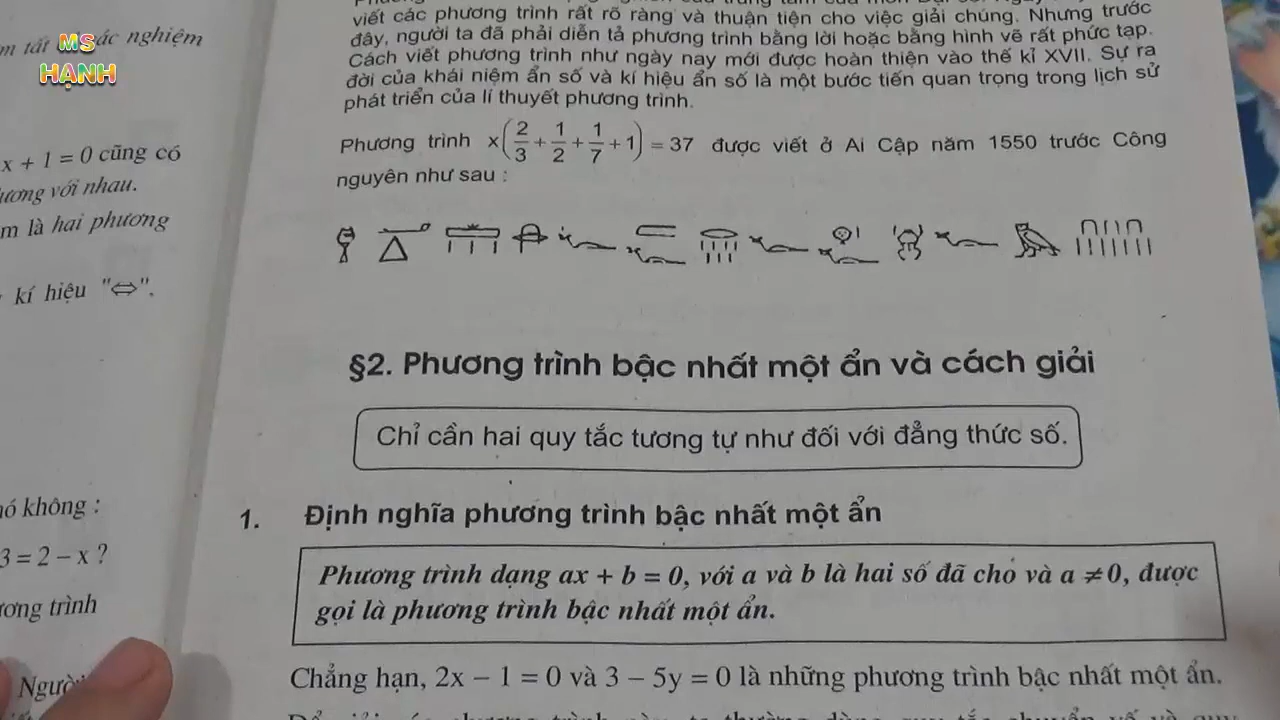 MS
HẠNH
m tắt
ác nghiệm
x + 1 = 0 cũng có
ương với nhau.
m là hai phương
kí hiệu "⇔".
ó không :
3 = 2 – x ?
ơng trình
Người
viết các phương trình rất rõ ràng và thuận tiện cho việc giải chúng. Nhưng trước
đây, người ta đã phải diễn tả phương trình bằng lời hoặc bằng hình vẽ rất phức tạp.
Cách viết phương trình như ngày nay mới được hoàn thiện vào thế kỉ XVII. Sự ra
đời của khái niệm ẩn số và kí hiệu ẩn số là một bước tiến quan trọng trong lịch sử
phát triển của lí thuyết phương trình.
Phương trình x(2/3 + 1/2 + 1/7 + 1) = 37 được viết ở Ai Cập năm 1550 trước Công
nguyên như sau :
§2. Phương trình bậc nhất một ẩn và cách giải
Chỉ cần hai quy tắc tương tự như đối với đẳng thức số.
1. Định nghĩa phương trình bậc nhất một ẩn
Phương trình dạng ax + b = 0, với a và b là hai số đã cho và a ≠ 0, được
gọi là phương trình bậc nhất một ẩn.
Chẳng hạn, 2x – 1 = 0 và 3 – 5y = 0 là những phương trình bậc nhất một ẩn.